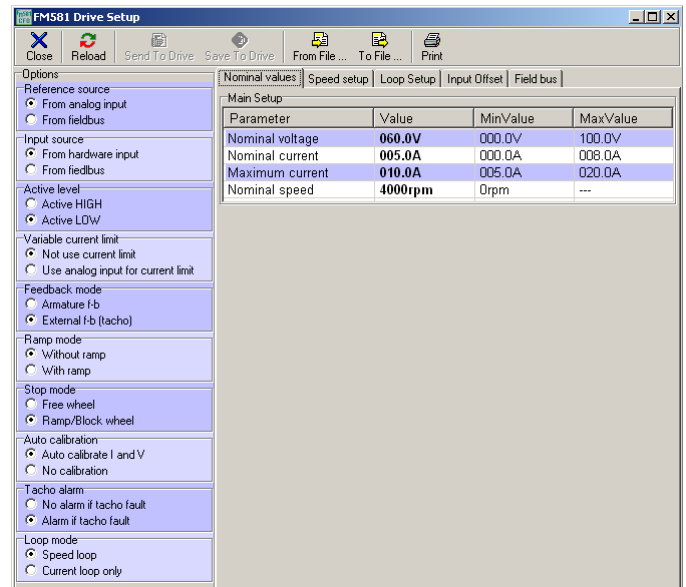 FM581 Drive Setup
Close Reload Send To Drive Save To Drive From File ... To File ... Print
Options
Reference source
From analog input
From fieldbus
Input source
From hardware input
From fiedlbus
Active level
Active HIGH
Active LOW
Variable current limit
Not use current limit
Use analog input for current limit
Feedback mode
Armature f-b
External f-b (tacho)
Ramp mode
Without ramp
With ramp
Stop mode
Free wheel
Ramp/Block wheel
Auto calibration
Auto calibrate I and V
No calibration
Tacho alarm
No alarm if tacho fault
Alarm if tacho fault
Loop mode
Speed loop
Current loop only
Nominal values Speed setup Loop Setup Input Offset Field bus
Main Setup
Parameter Value MinValue MaxValue
Nominal voltage 060.0V 000.0V 100.0V
Nominal current 005.0A 000.0A 008.0A
Maximum current 010.0A 005.0A 020.0A
Nominal speed 4000rpm 0rpm ---